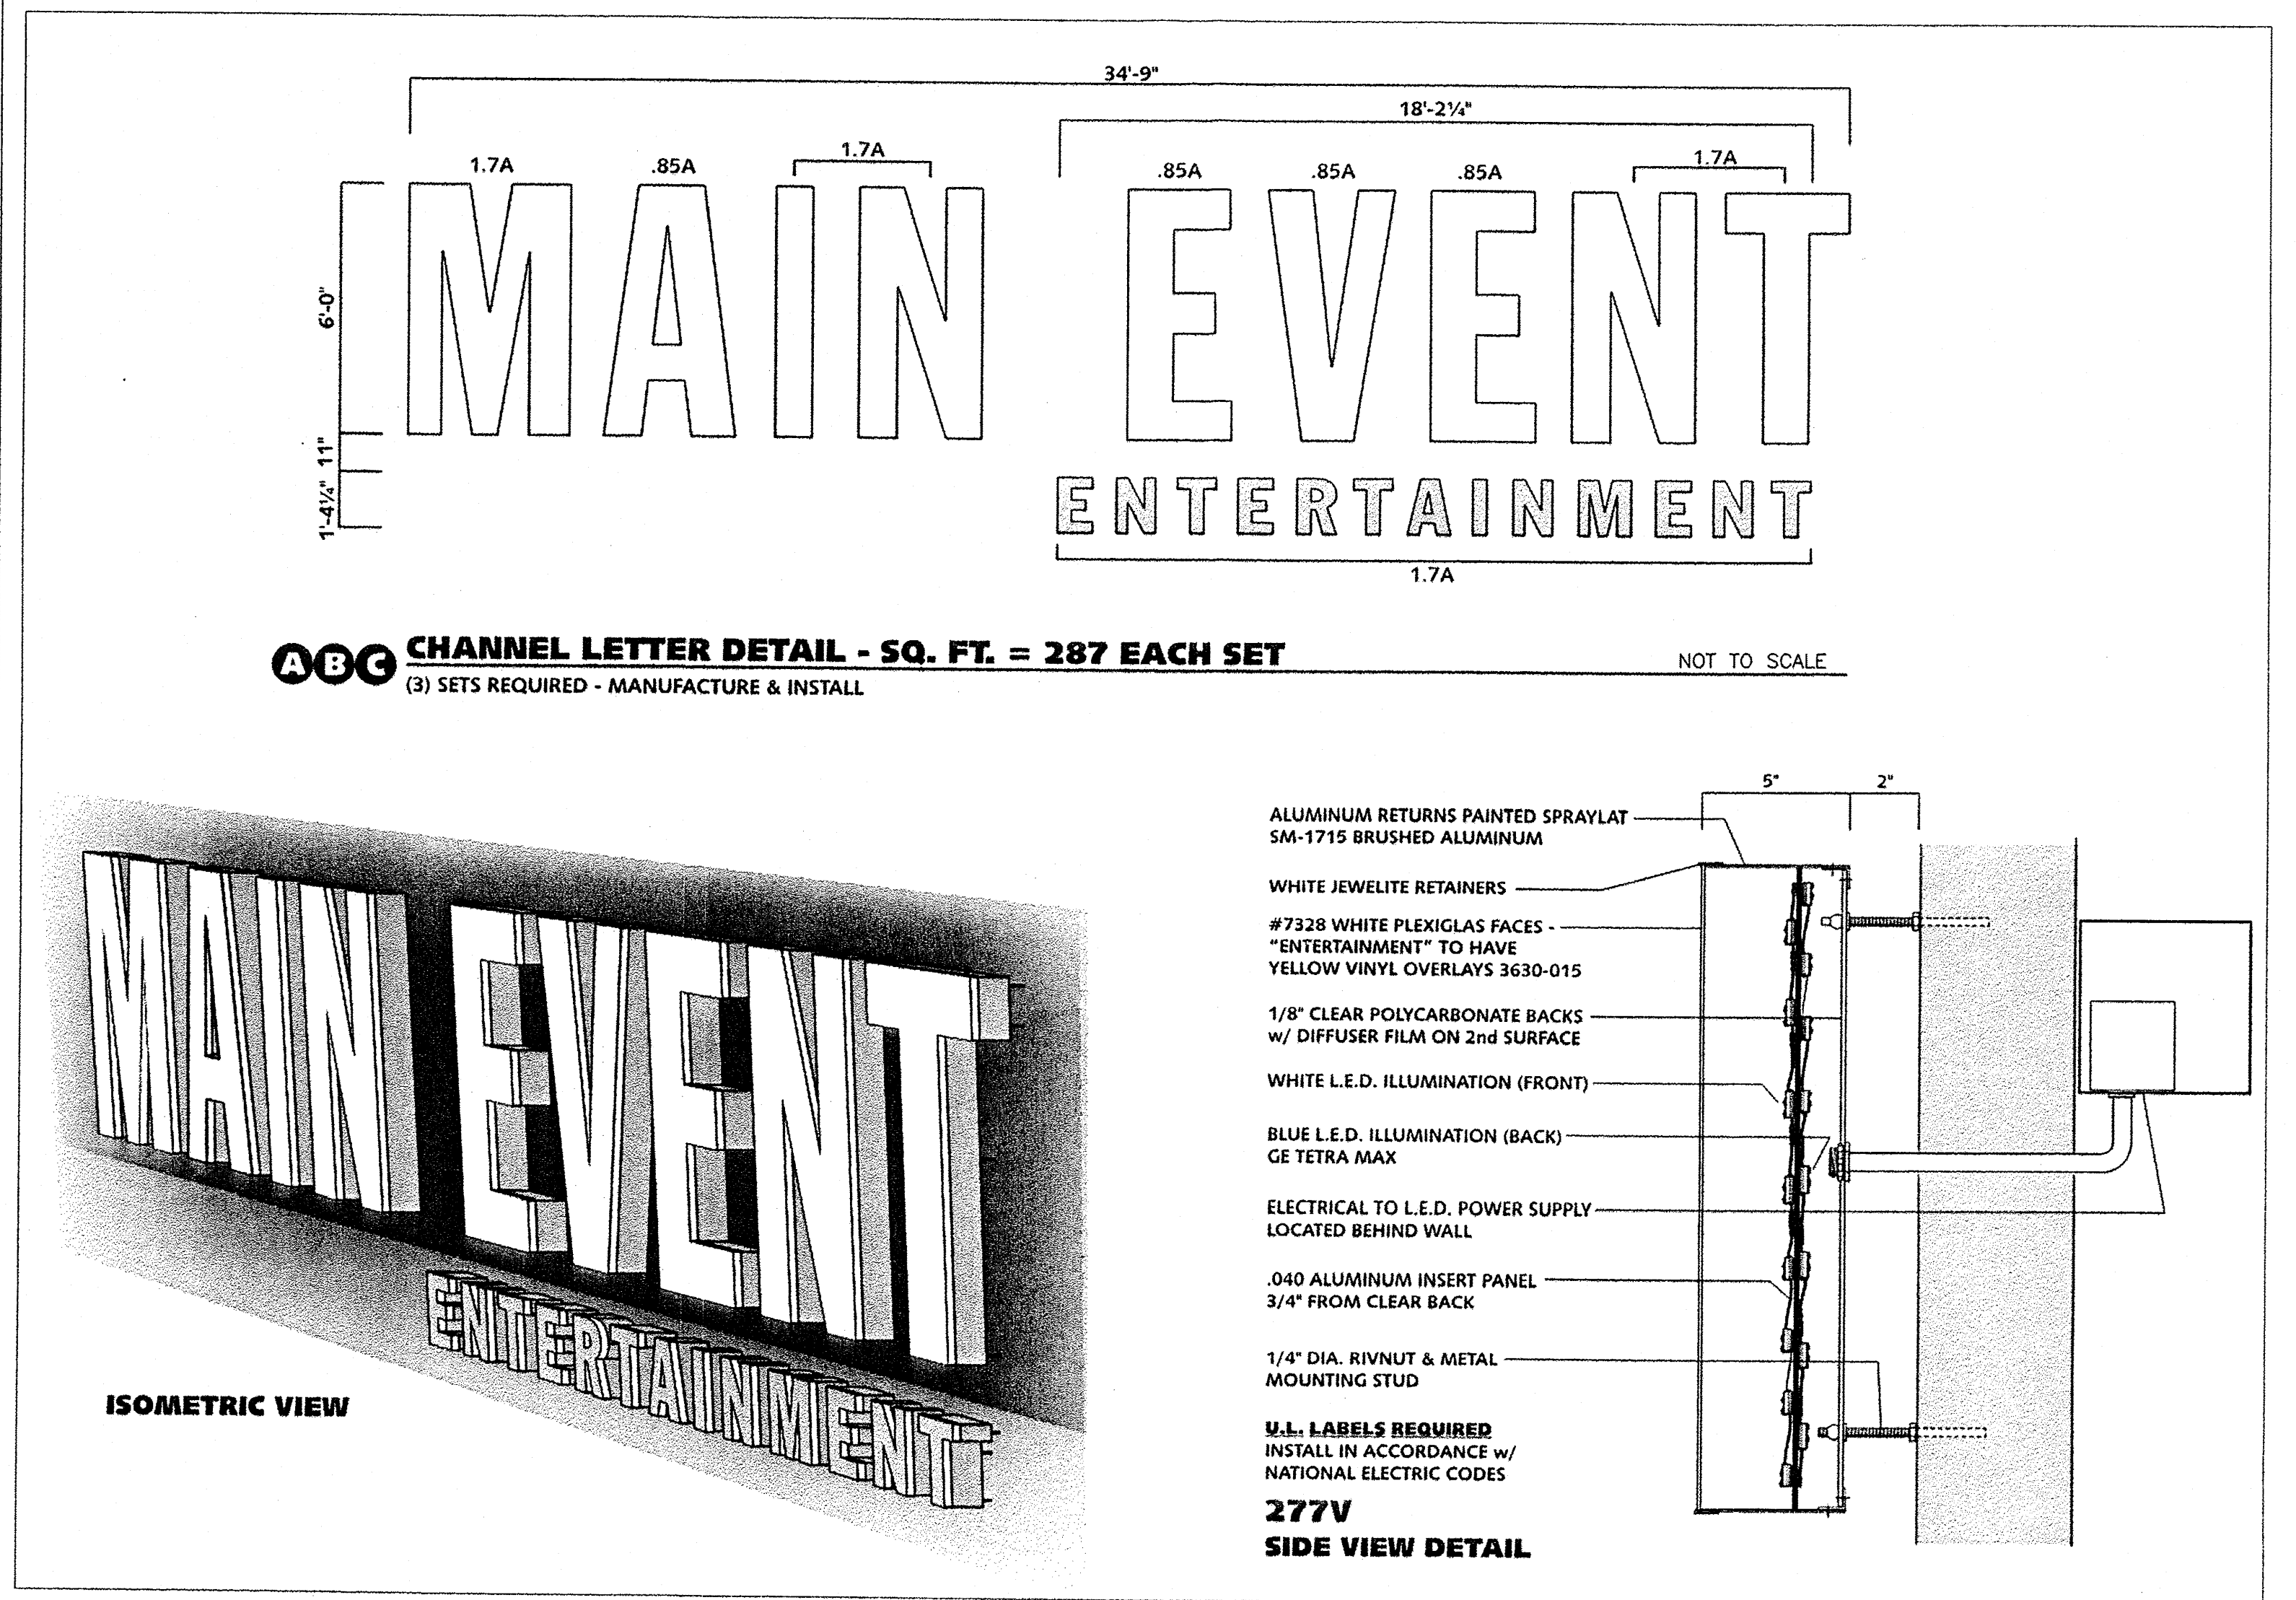 34'-9"
18'-2¼"
1.7A
.85A
1.7A
.85A
.85A
.85A
1.7A
MAIN EVENT
6'-0"
11"
1'-4¼"
ENTERTAINMENT
1.7A
A B C
CHANNEL LETTER DETAIL - SQ. FT. = 287 EACH SET
NOT TO SCALE
(3) SETS REQUIRED - MANUFACTURE & INSTALL
MAIN EVENT
ENTERTAINMENT
ISOMETRIC VIEW
5"
2"
ALUMINUM RETURNS PAINTED SPRAYLAT
SM-1715 BRUSHED ALUMINUM
WHITE JEWELITE RETAINERS
#7328 WHITE PLEXIGLAS FACES -
"ENTERTAINMENT" TO HAVE
YELLOW VINYL OVERLAYS 3630-015
1/8" CLEAR POLYCARBONATE BACKS
w/ DIFFUSER FILM ON 2nd SURFACE
WHITE L.E.D. ILLUMINATION (FRONT)
BLUE L.E.D. ILLUMINATION (BACK)
GE TETRA MAX
ELECTRICAL TO L.E.D. POWER SUPPLY
LOCATED BEHIND WALL
.040 ALUMINUM INSERT PANEL
3/4" FROM CLEAR BACK
1/4" DIA. RIVNUT & METAL
MOUNTING STUD
U.L. LABELS REQUIRED
INSTALL IN ACCORDANCE w/
NATIONAL ELECTRIC CODES
277V
SIDE VIEW DETAIL